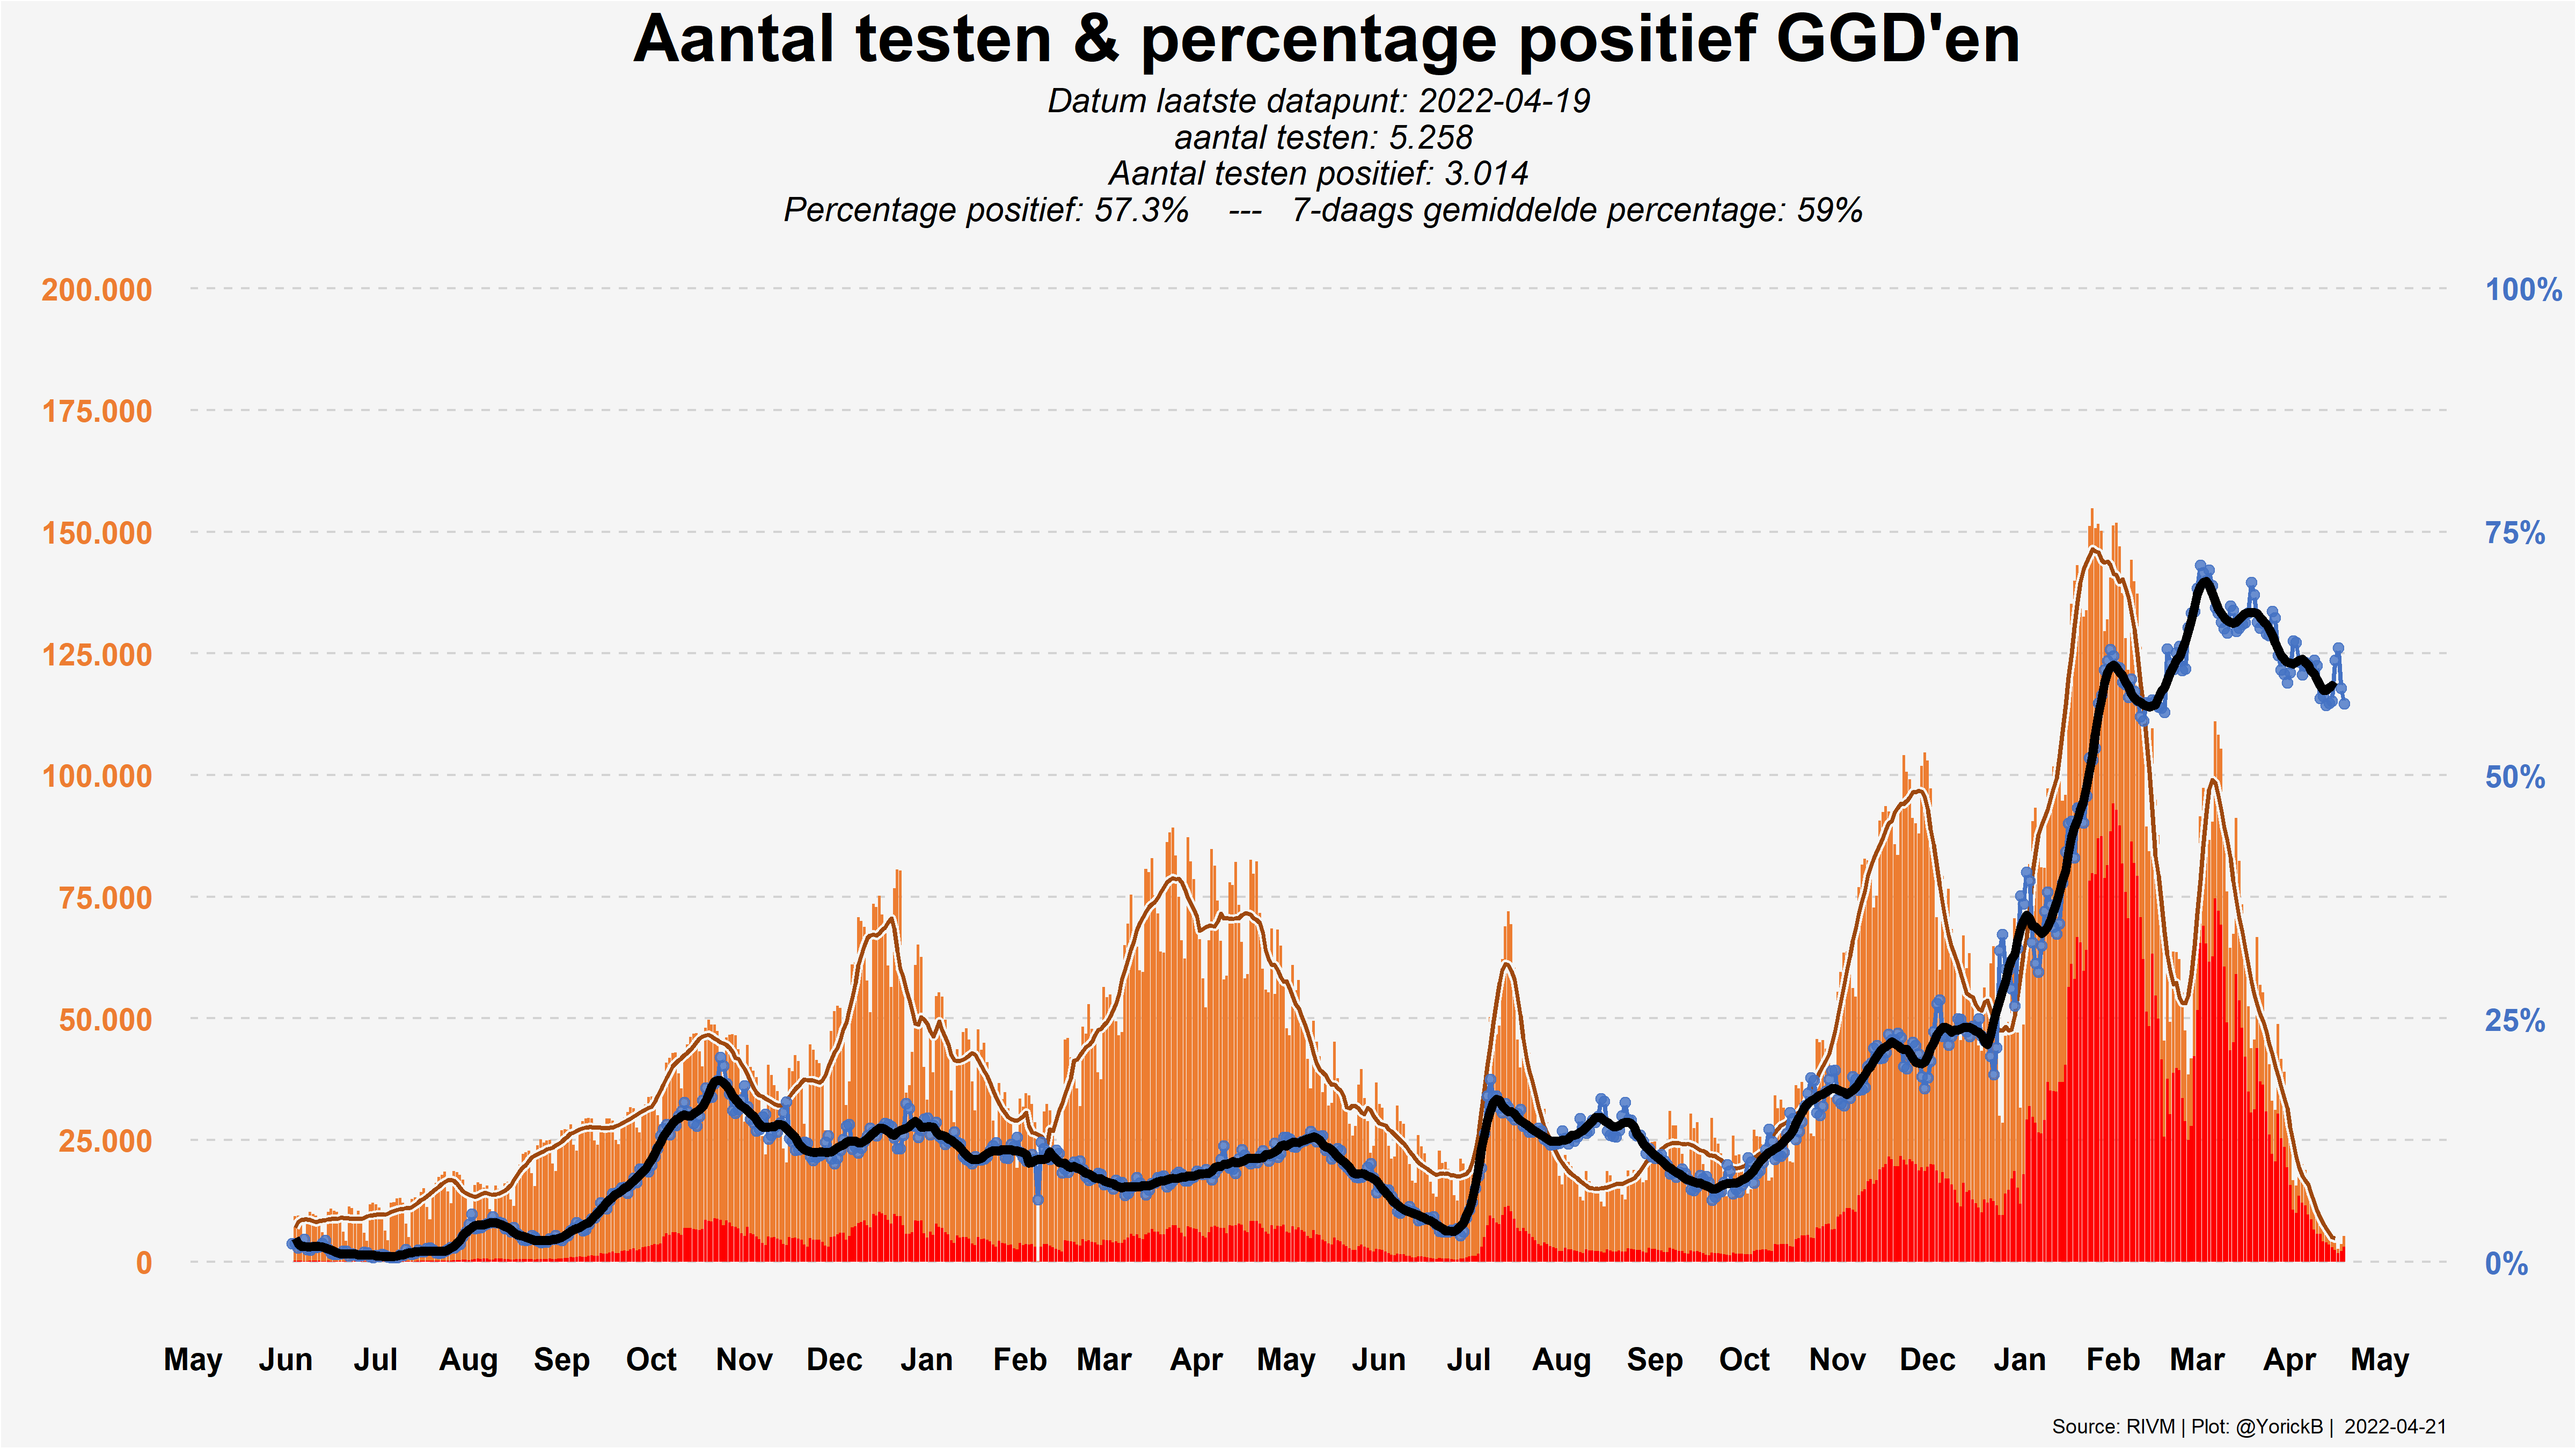 Aantal testen & percentage positief GGD'en
Datum laatste datapunt: 2022-04-19
aantal testen: 5.258
Aantal testen positief: 3.014
Percentage positief: 57.3% --- 7-daags gemiddelde percentage: 59%
200.000 100%
175.000
150.000 75%
125.000
100.000 50%
75.000
50.000 25%
25.000
0 0%
May Jun Jul Aug Sep Oct Nov Dec Jan Feb Mar Apr May Jun Jul Aug Sep Oct Nov Dec Jan Feb Mar Apr May
Source: RIVM | Plot: @YorickB | 2022-04-21